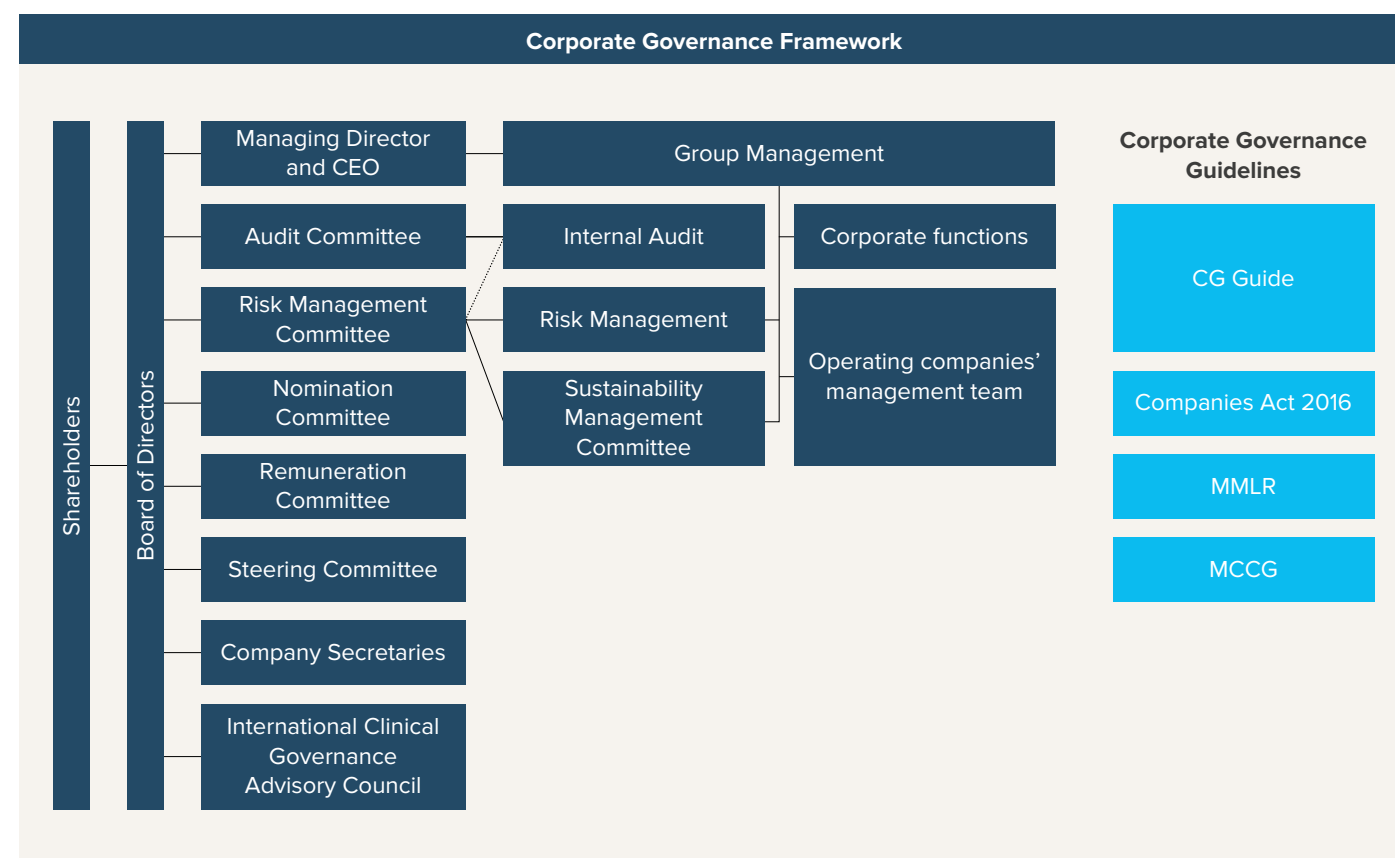 Corporate Governance Framework
Shareholders
Board of Directors
Managing Director
and CEO
Group Management
Audit Committee
Internal Audit
Corporate functions
Risk Management
Committee
Risk Management
Operating companies’
management team
Nomination
Committee
Sustainability
Management
Committee
Remuneration
Committee
Steering Committee
Company Secretaries
International Clinical
Governance
Advisory Council
Corporate Governance
Guidelines
CG Guide
Companies Act 2016
MMLR
MCCG